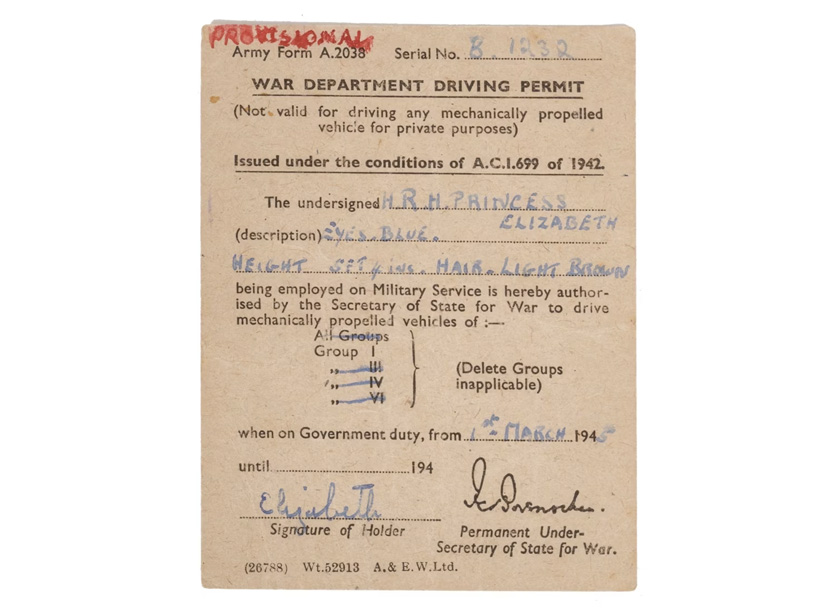 PROVISIONAL
Army Form A.2038 Serial No. B. 1232
WAR DEPARTMENT DRIVING PERMIT
(Not valid for driving any mechanically propelled
vehicle for private purposes)
Issued under the conditions of A.C.I.699 of 1942.
The undersigned H R H. PRINCESS
ELIZABETH
(description) EYES. BLUE.
HEIGHT 5FT 4 INS. HAIR. LIGHT BROWN
being employed on Military Service is hereby author-
ised by the Secretary of State for War to drive
mechanically propelled vehicles of :—
All Groups
Group I
„ III
„ IV
„ VI
(Delete Groups
inapplicable)
when on Government duty, from 1st MARCH 1945
until 194
Elizabeth
Signature of Holder
Permanent Under-
Secretary of State for War.
(26788) Wt.52913 A. & E.W.Ltd.